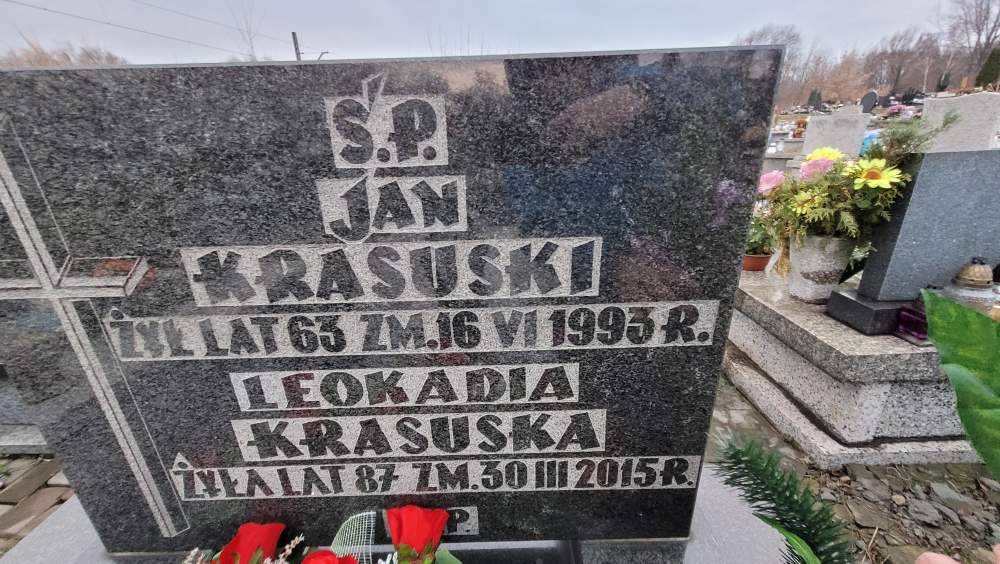 Ś.P.
JAN
KRASUSKI
ŻYŁ LAT 63 ZM.16 VI 1993 R.
LEOKADIA
KRASUSKA
ŻYŁA LAT 87 ZM.30 III 2015 R.
P.